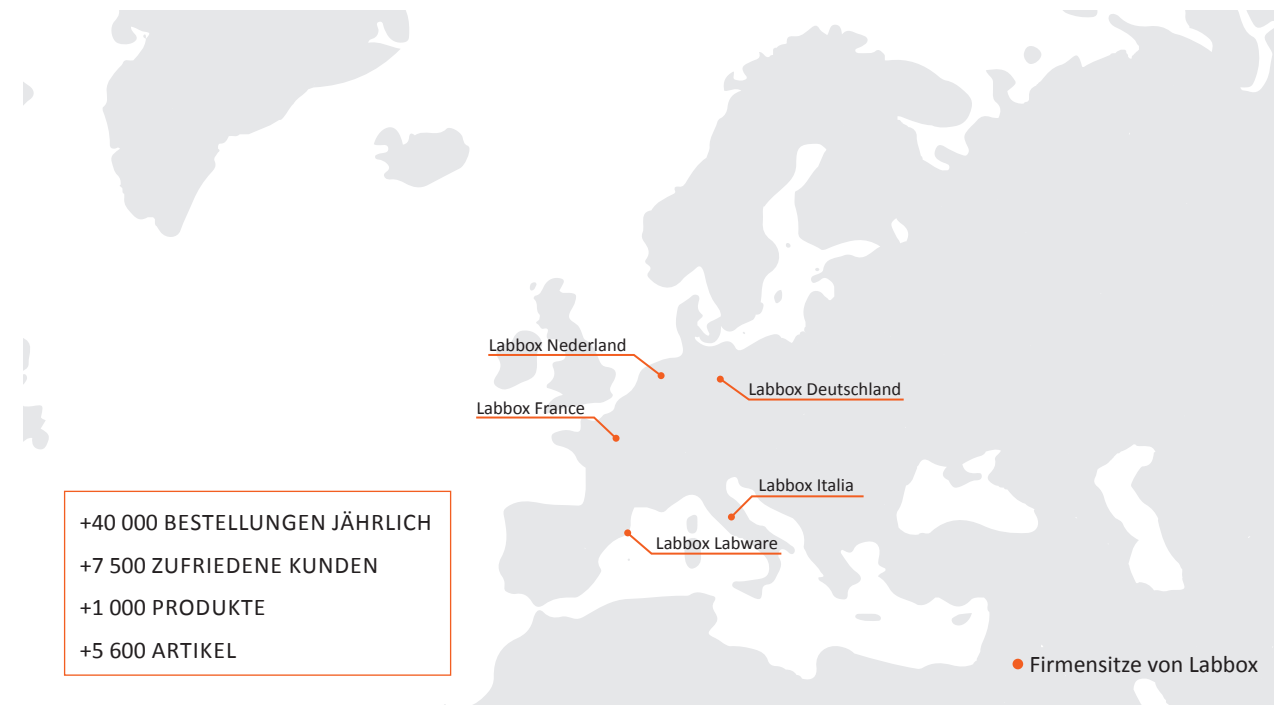 Labbox Nederland
Labbox Deutschland
Labbox France
Labbox Italia
Labbox Labware
+40 000 BESTELLUNGEN JÄHRLICH
+7 500 ZUFRIEDENE KUNDEN
+1 000 PRODUKTE
+5 600 ARTIKEL
Firmensitze von Labbox